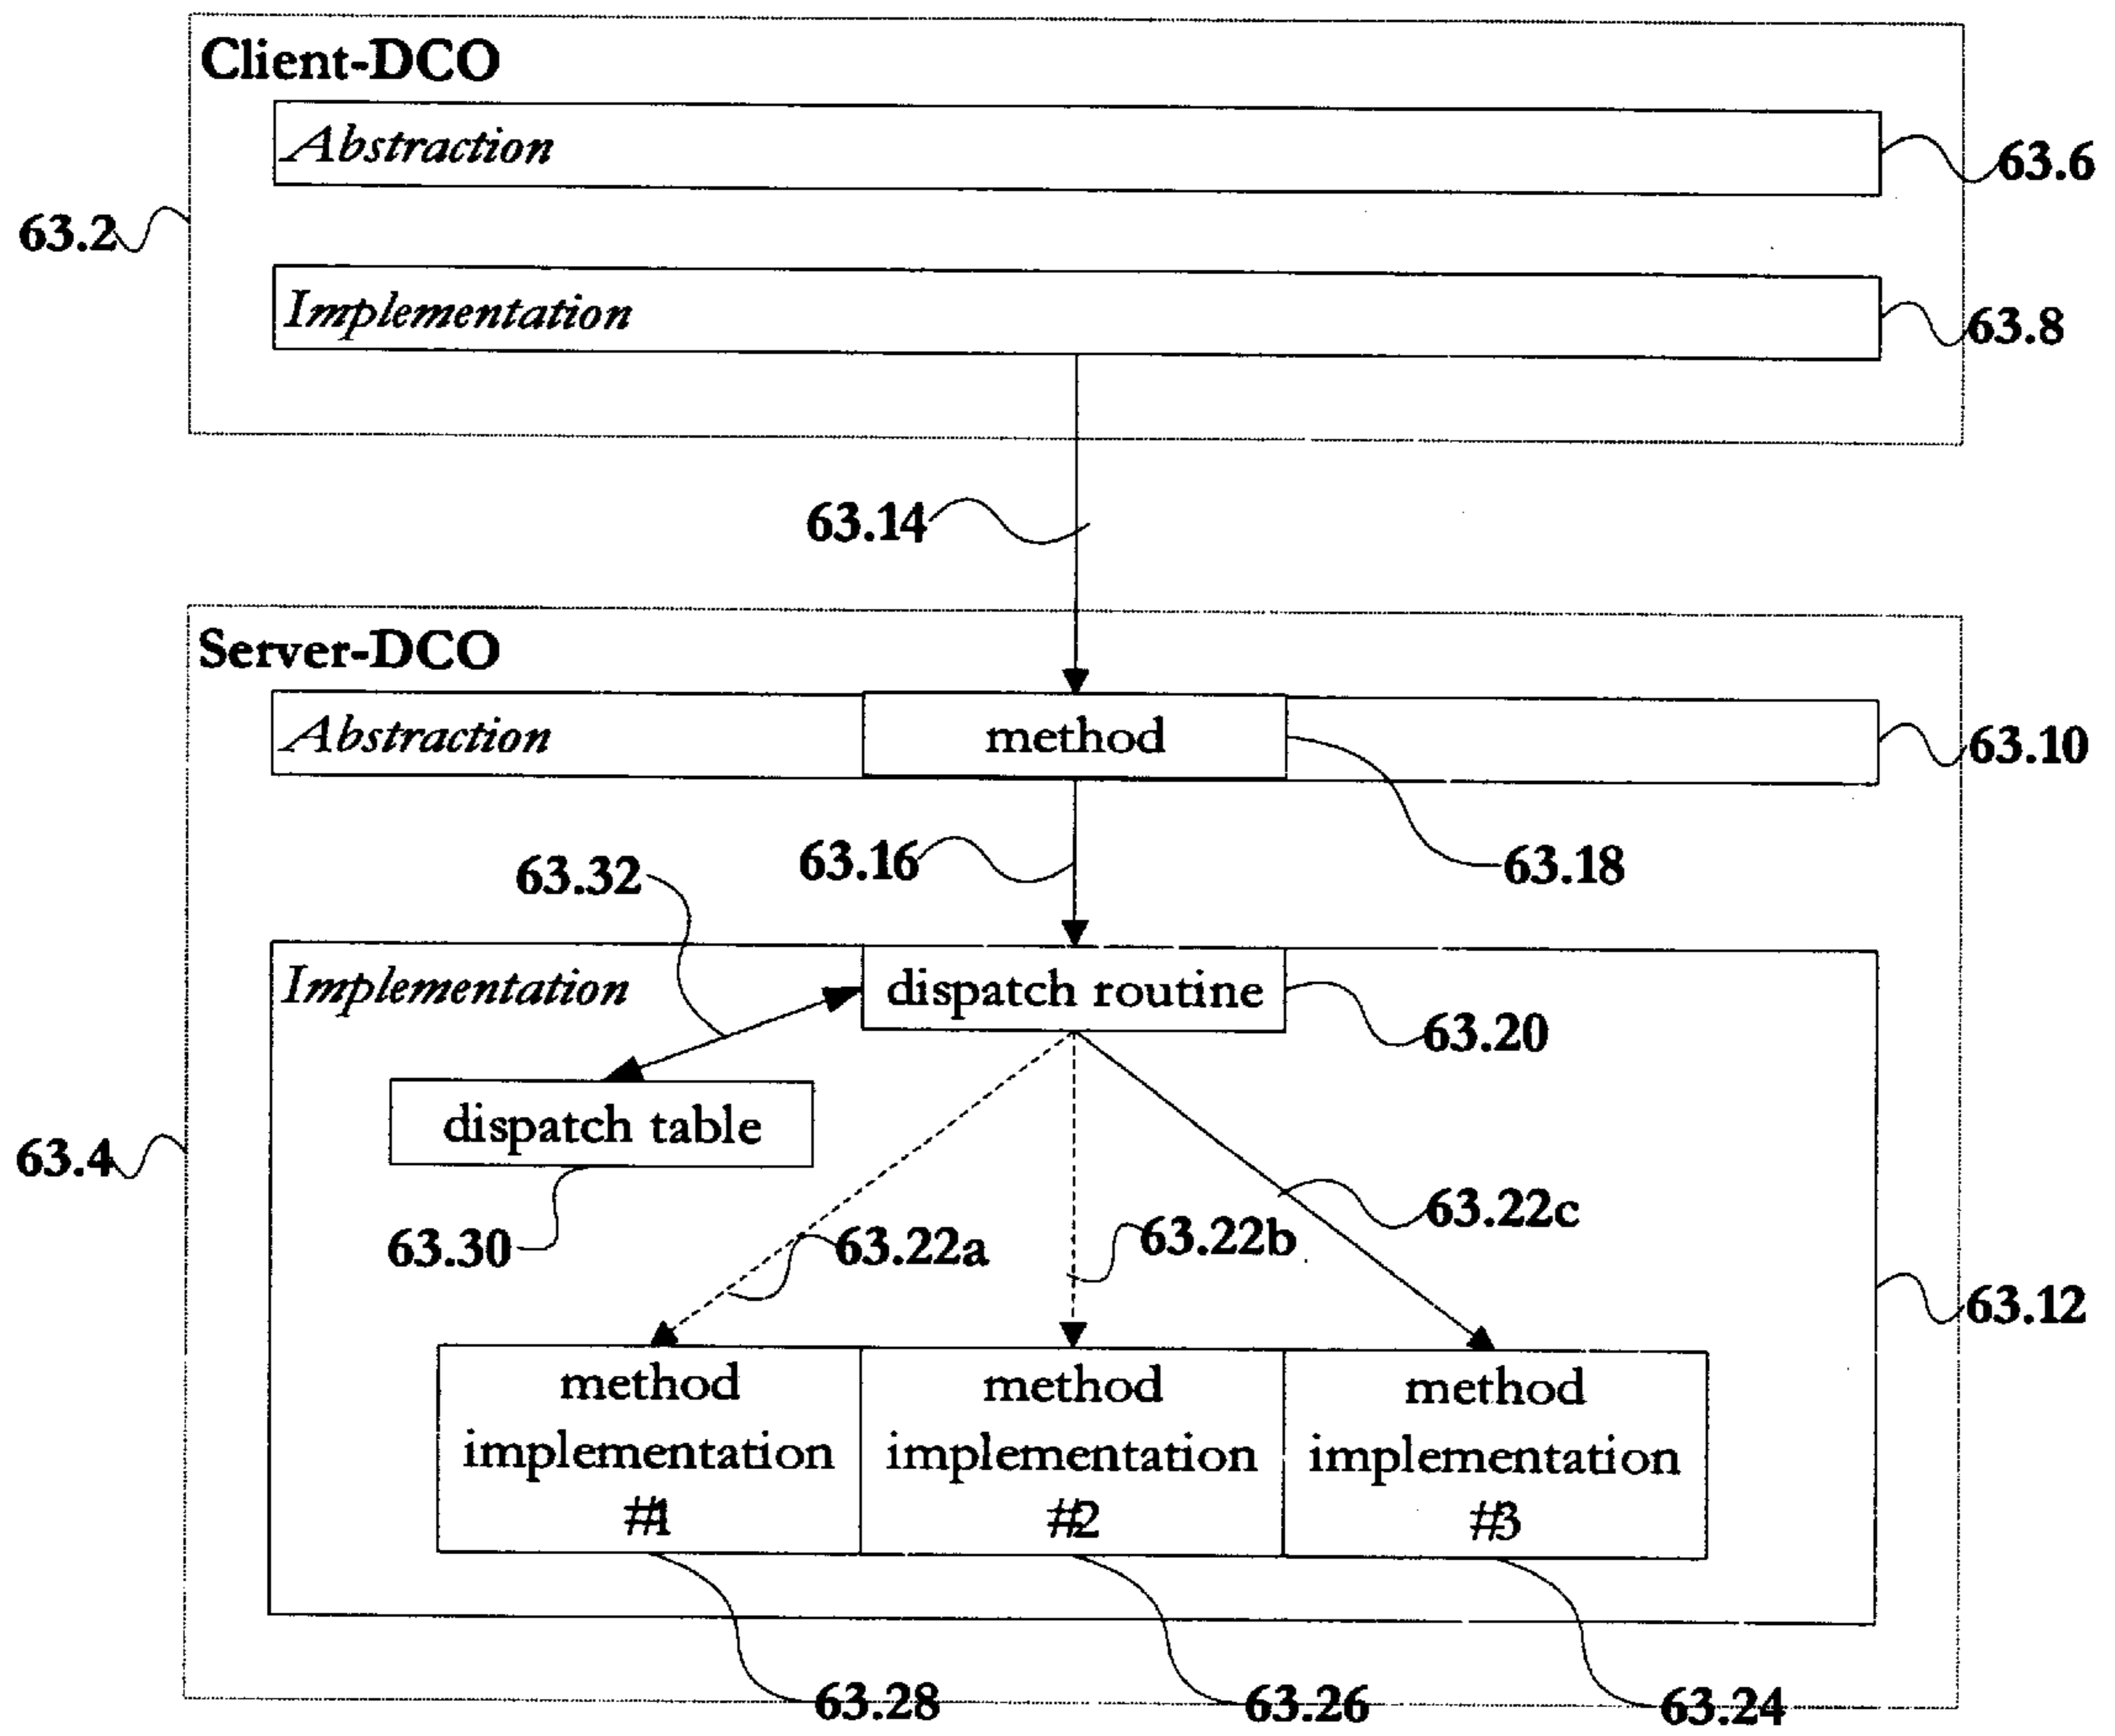 Client-DCO
Abstraction
63.6
63.2
Implementation
63.8
63.14
Server-DCO
Abstraction
method
63.10
63.16
63.18
63.32
Implementation
dispatch routine
63.20
dispatch table
63.4
63.30
63.22a
63.22b
63.22c
63.12
method
implementation
#1
method
implementation
#2
method
implementation
#3
63.28
63.26
63.24